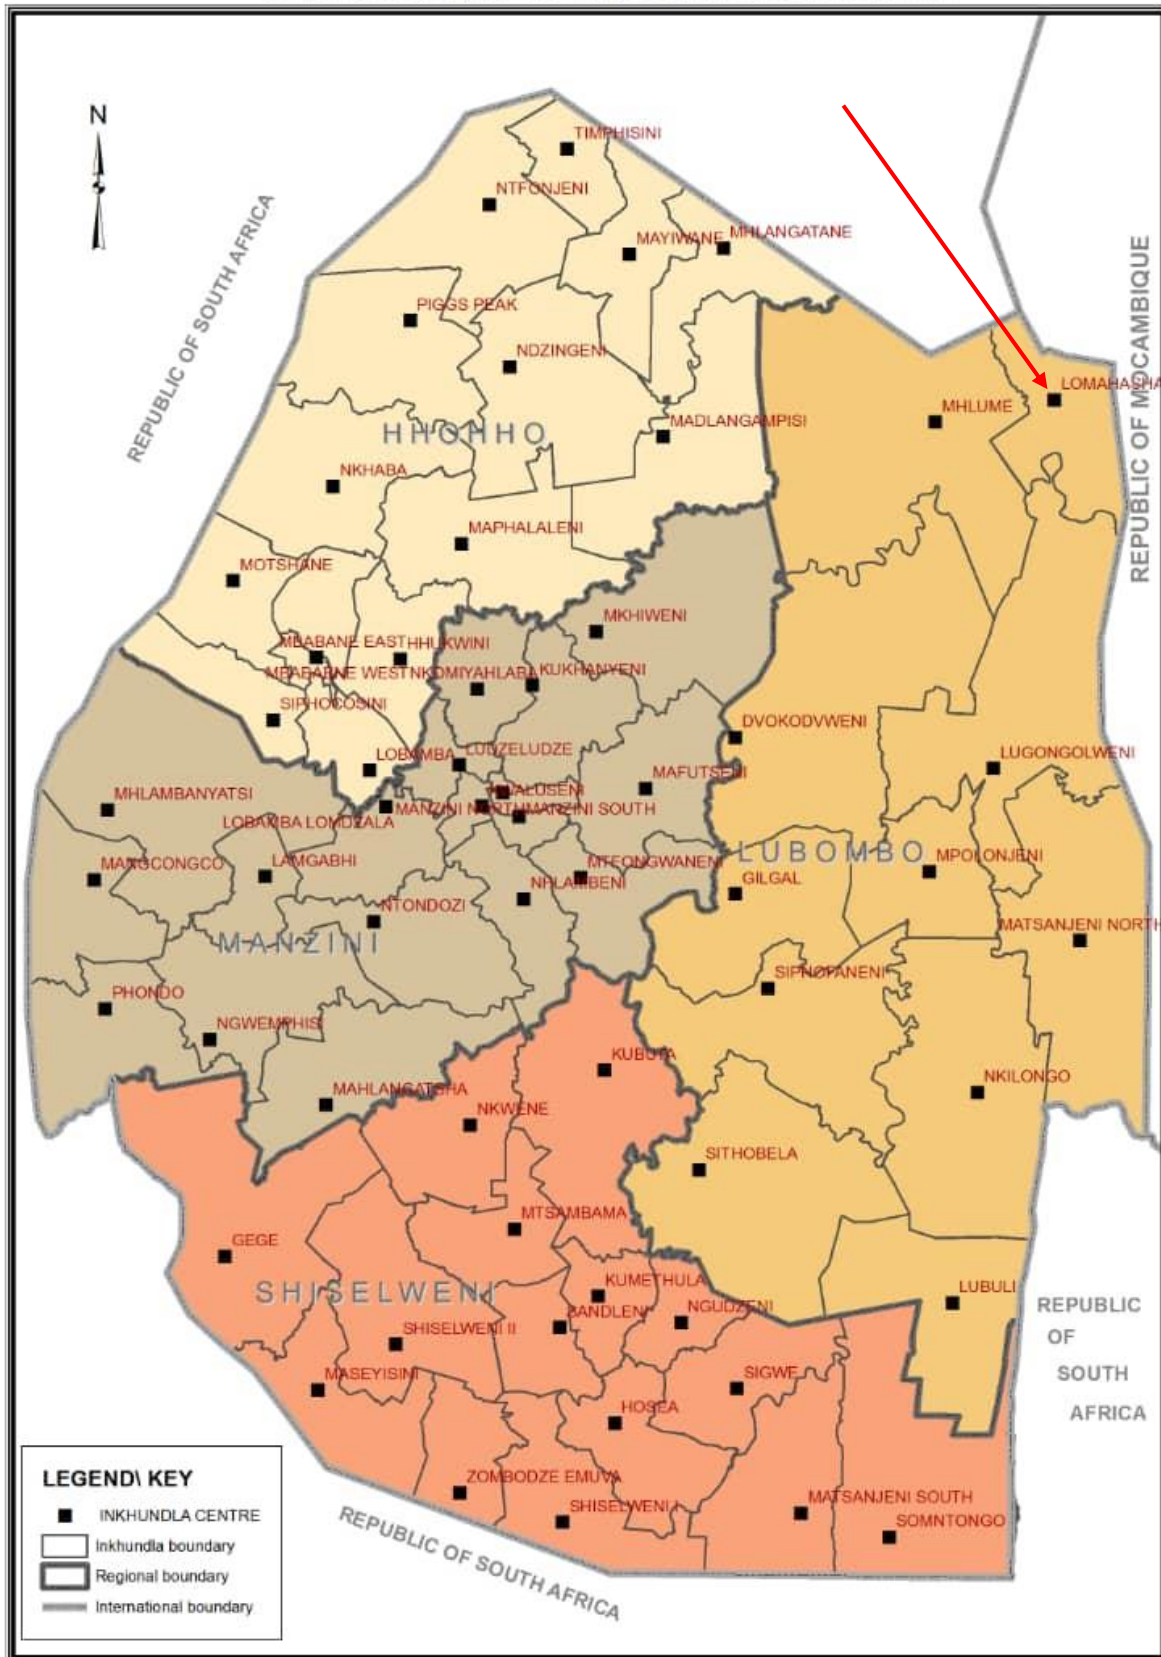 N
TIMPHISINI
NTFONJENI
MAYIWANE
MHLANGATANE
REPUBLIC OF SOUTH AFRICA
REPUBLIC OF MOCAMBIQUE
PIGGS PEAK
NDZINGENI
LOMAHASHA
MHLUME
MADLANGAMPISI
HHOHHO
NKHABA
MAPHALALENI
MOTSHANE
MKHIWENI
MBABANE EAST
HHUKWINI
MBABABNE WEST
NKOMIYAHLABA
KUKHANYENI
SIPHOCOSINI
DVOKODVWENI
LOBAMBA
LUDZELUDZE
LUGONGOLWENI
MAFUTSENI
MHLAMBANYATSI
MANZINI NORTH
MANZINI SOUTH
LOBAMBA LOMDZALA
LUBOMBO
MANGCONGCO
LAMGABHI
MTFONGWANENI
MPOLONJENI
NHLAMBENI
GILGAL
NTONDOZI
MATSANJENI NORTH
MANZINI
SIPHOFANENI
PHONDO
NGWEMPHISI
KUBUTA
NKILONGO
MAHLANGATSHA
NKWENE
SITHOBELA
MTSAMBAMA
GEGE
SHISELWENI
KUMETHULA
LUBULI
NGUDZENI
SANDLENI
REPUBLIC
OF
SOUTH
AFRICA
SHISELWENI II
MASEYISINI
SIGWE
HOSEA
ZOMBODZE EMUVA
SHISELWENI I
MATSANJENI SOUTH
SOMNTONGO
REPUBLIC OF SOUTH AFRICA
LEGEND\ KEY
INKHUNDLA CENTRE
Inkhundla boundary
Regional boundary
International boundary